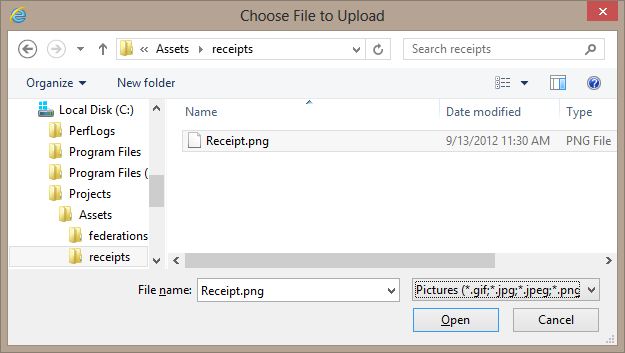 Choose File to Upload
« Assets receipts Search receipts
Organize New folder
Local Disk (C:)
PerfLogs
Program Files
Program Files (
Projects
Assets
federations
receipts
Name Date modified Type
Receipt.png 9/13/2012 11:30 AM PNG File
File name: Receipt.png Pictures (*.gif;*.jpg;*.jpeg;*.png
Open Cancel